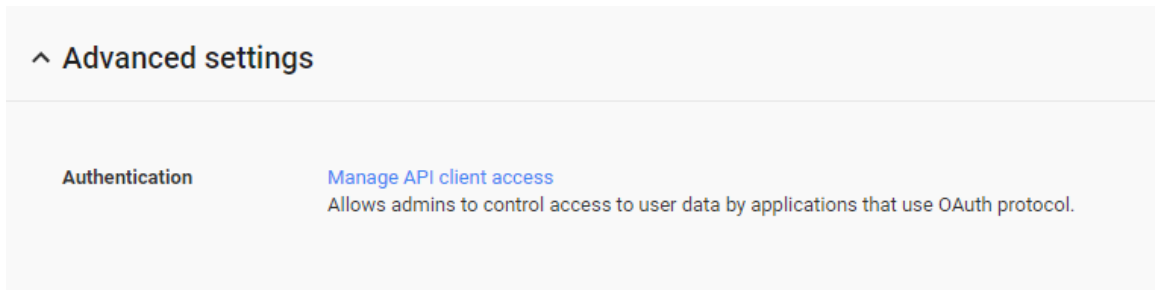 Advanced settings
Authentication
Manage API client access
Allows admins to control access to user data by applications that use OAuth protocol.